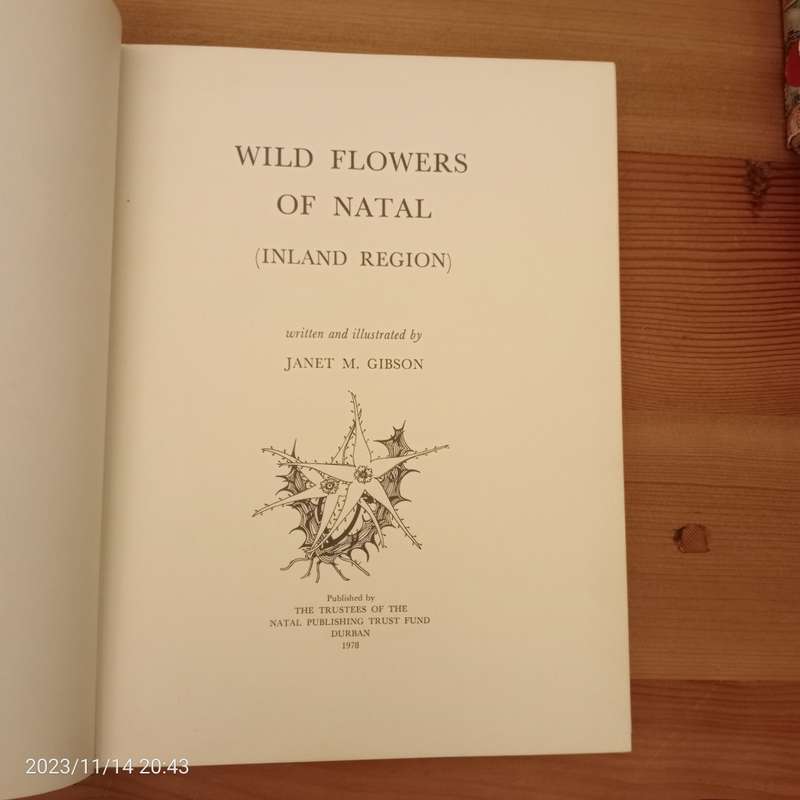 WILD FLOWERS
OF NATAL
(INLAND REGION)
written and illustrated by
JANET M. GIBSON
Published by
THE TRUSTEES OF THE
NATAL PUBLISHING TRUST FUND
DURBAN
1978
2023/11/14 20:43